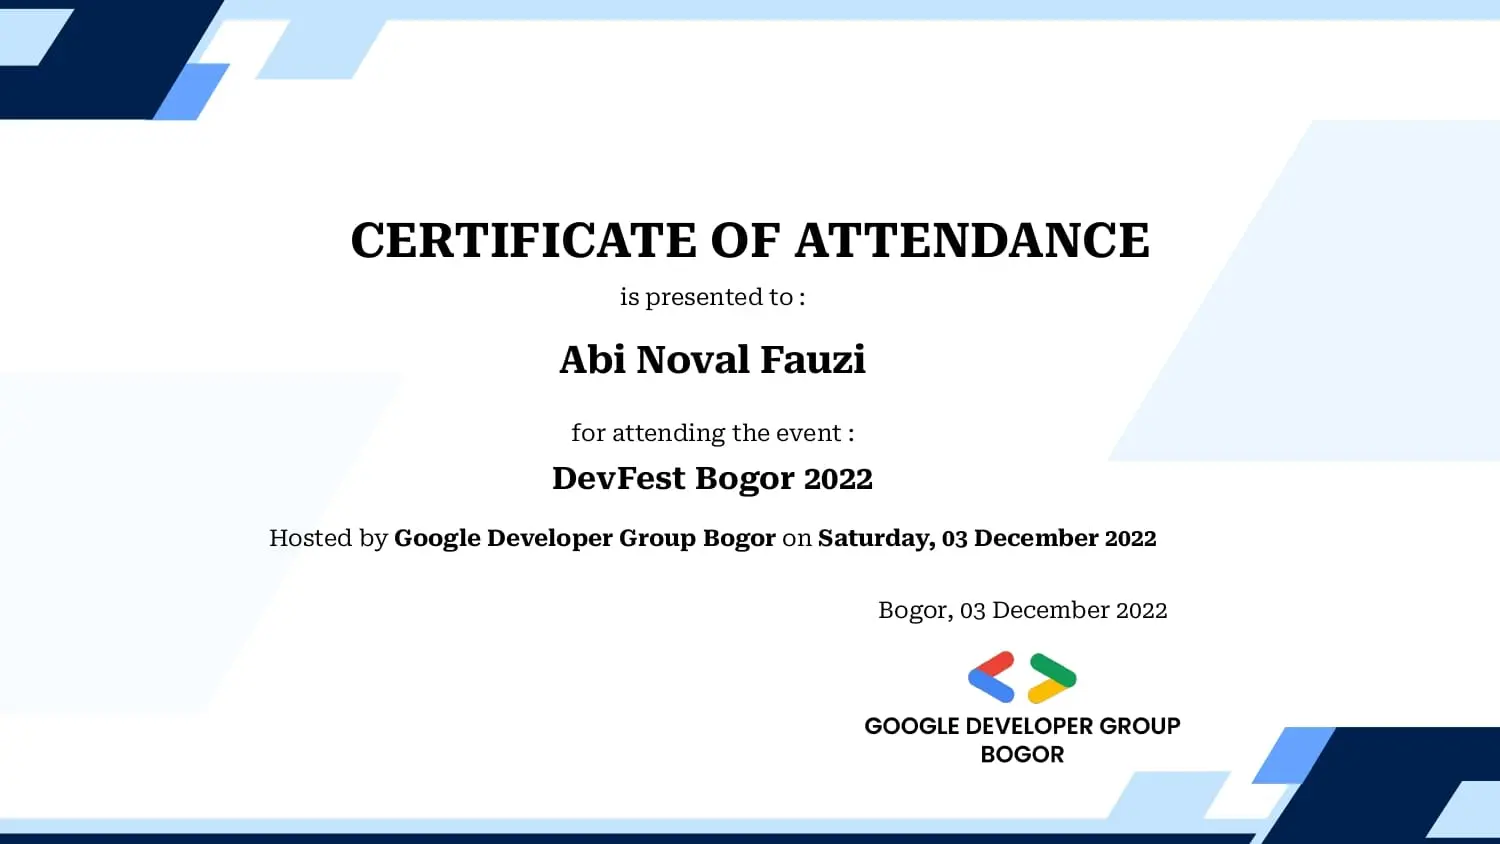 CERTIFICATE OF ATTENDANCE
is presented to :
Abi Noval Fauzi
for attending the event :
DevFest Bogor 2022
Hosted by Google Developer Group Bogor on Saturday, 03 December 2022
Bogor, 03 December 2022
GOOGLE DEVELOPER GROUP
BOGOR